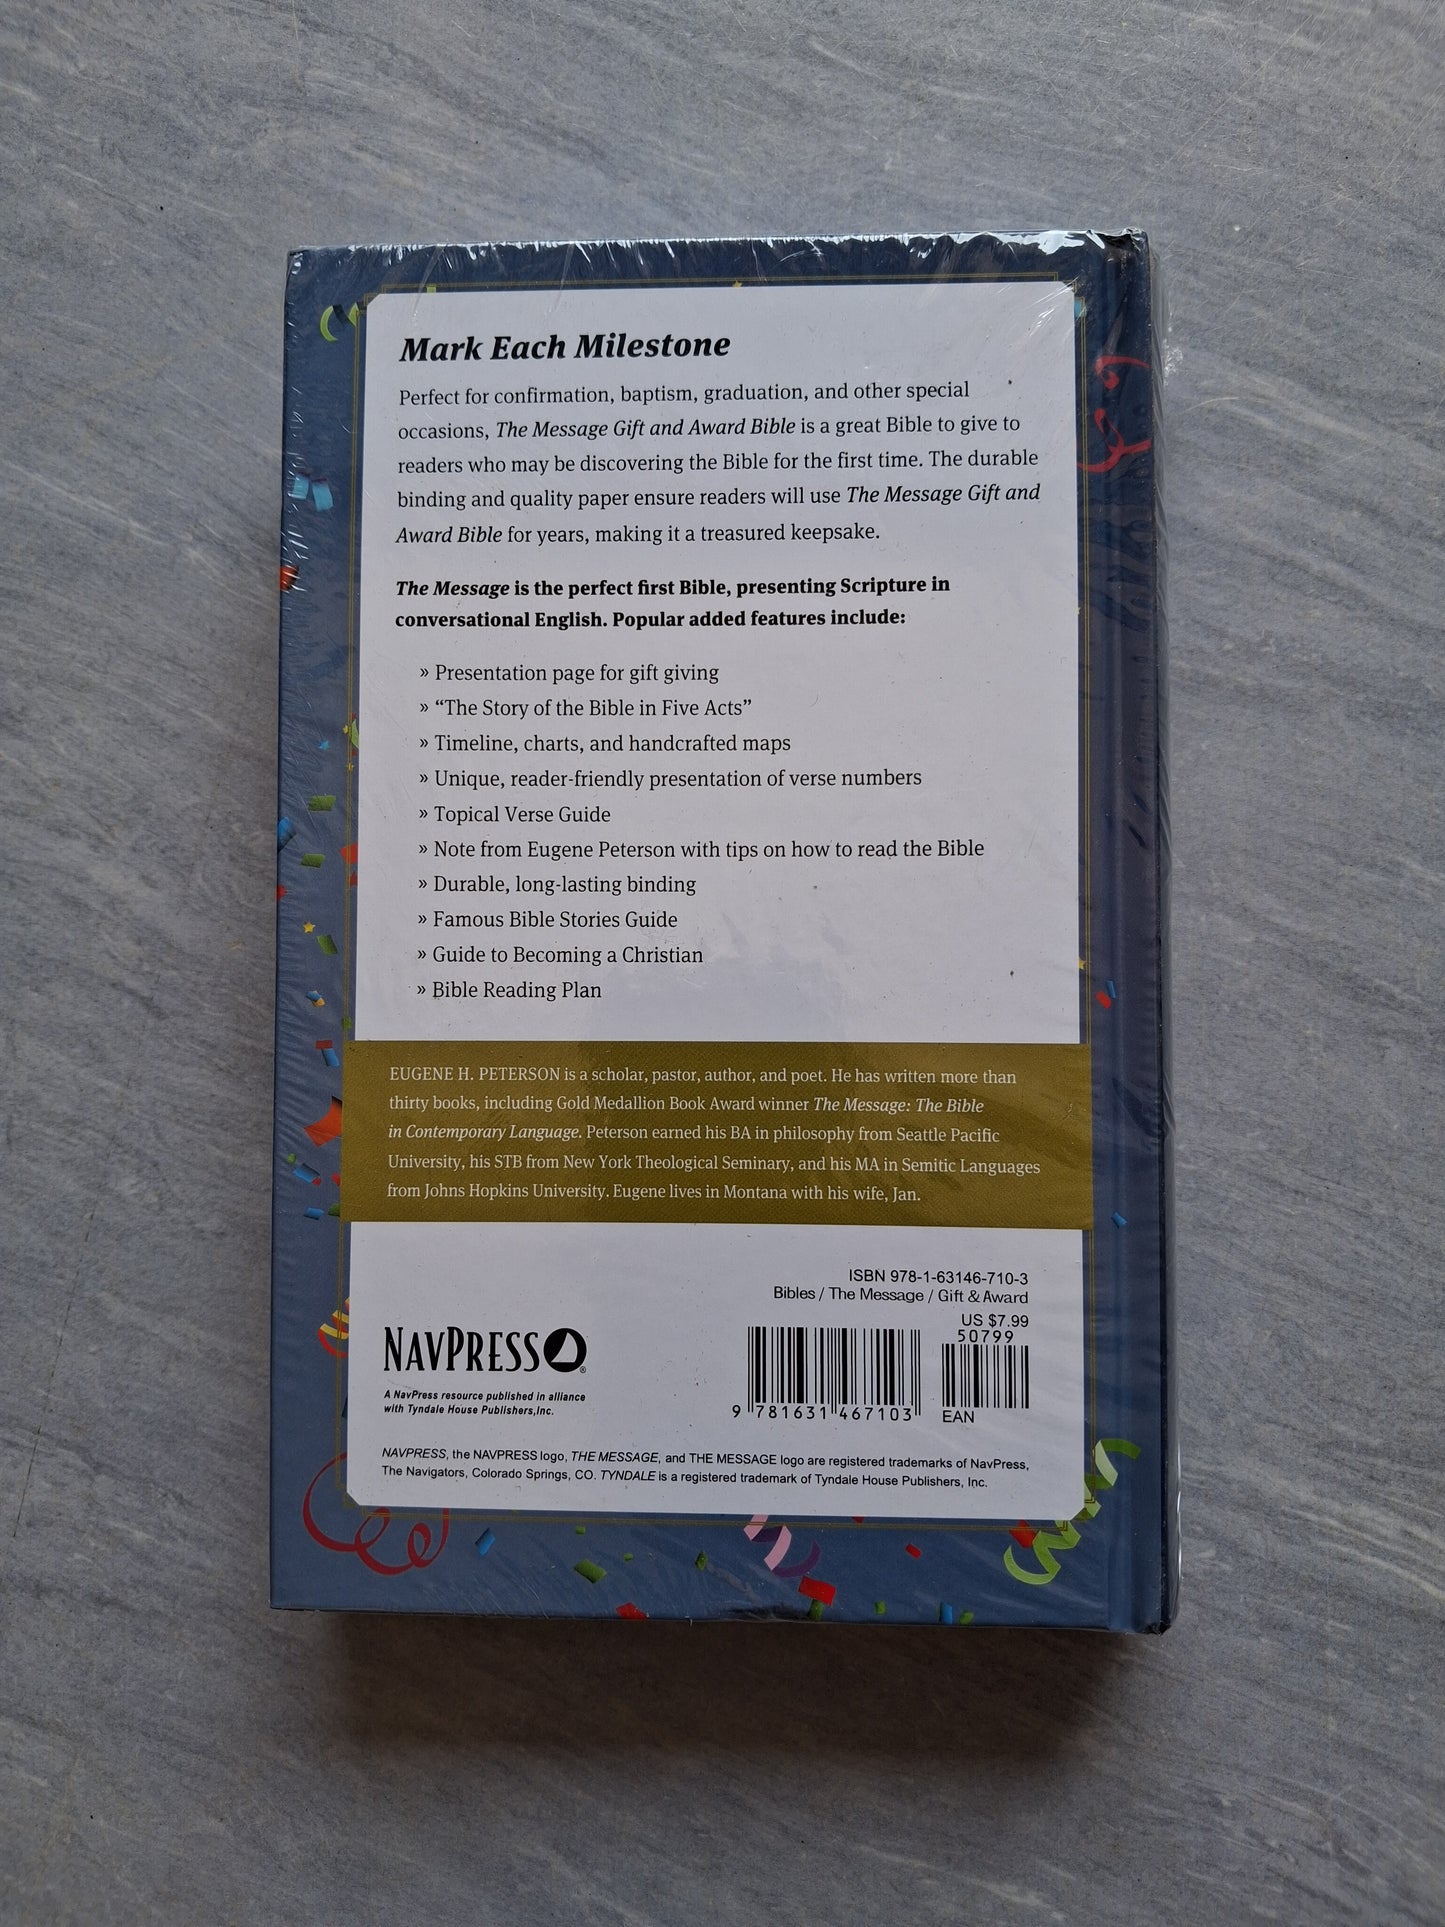 Mark Each Milestone
Perfect for confirmation, baptism, graduation, and other special
occasions, The Message Gift and Award Bible is a great Bible to give to
readers who may be discovering the Bible for the first time. The durable
binding and quality paper ensure readers will use The Message Gift and
Award Bible for years, making it a treasured keepsake.
The Message is the perfect first Bible, presenting Scripture in
conversational English. Popular added features include:
» Presentation page for gift giving
» “The Story of the Bible in Five Acts”
» Timeline, charts, and handcrafted maps
» Unique, reader-friendly presentation of verse numbers
» Topical Verse Guide
» Note from Eugene Peterson with tips on how to read the Bible
» Durable, long-lasting binding
» Famous Bible Stories Guide
» Guide to Becoming a Christian
» Bible Reading Plan
EUGENE H. PETERSON is a scholar, pastor, author, and poet. He has written more than
thirty books, including Gold Medallion Book Award winner The Message: The Bible
in Contemporary Language. Peterson earned his BA in philosophy from Seattle Pacific
University, his STB from New York Theological Seminary, and his MA in Semitic Languages
from Johns Hopkins University. Eugene lives in Montana with his wife, Jan.
ISBN 978-1-63146-710-3
Bibles / The Message / Gift & Award
US $7.99
50799
9 781631 467103
EAN
NAVPRESS®
A NavPress resource published in alliance
with Tyndale House Publishers,Inc.
NAVPRESS, the NAVPRESS logo, THE MESSAGE, and THE MESSAGE logo are registered trademarks of NavPress,
The Navigators, Colorado Springs, CO. TYNDALE is a registered trademark of Tyndale House Publishers, Inc.